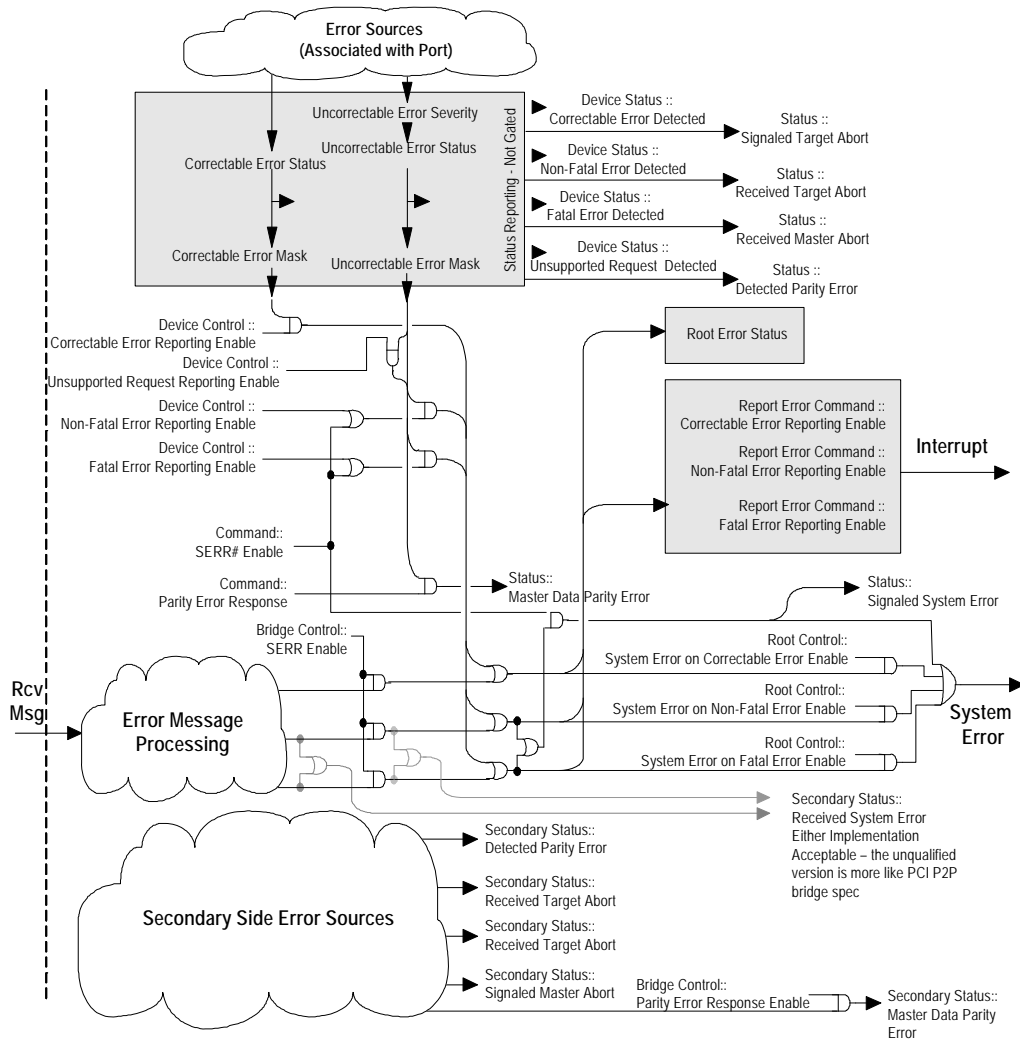 Error Sources
(Associated with Port)
Uncorrectable Error Severity
Uncorrectable Error Status
Correctable Error Status
Correctable Error Mask
Uncorrectable Error Mask
Status Reporting - Not Gated
Device Status ::
Correctable Error Detected
Status ::
Signaled Target Abort
Device Status ::
Non-Fatal Error Detected
Status ::
Received Target Abort
Device Status ::
Fatal Error Detected
Status ::
Received Master Abort
Device Status ::
Unsupported Request Detected
Status ::
Detected Parity Error
Device Control ::
Correctable Error Reporting Enable
Device Control ::
Unsupported Request Reporting Enable
Device Control ::
Non-Fatal Error Reporting Enable
Device Control ::
Fatal Error Reporting Enable
Root Error Status
Report Error Command ::
Correctable Error Reporting Enable
Report Error Command ::
Non-Fatal Error Reporting Enable
Report Error Command ::
Fatal Error Reporting Enable
Interrupt
Command::
SERR# Enable
Command::
Parity Error Response
Status::
Master Data Parity Error
Status::
Signaled System Error
Bridge Control::
SERR Enable
Root Control::
System Error on Correctable Error Enable
Root Control::
System Error on Non-Fatal Error Enable
Root Control::
System Error on Fatal Error Enable
System
Error
Rcv
Msg
Error Message
Processing
Secondary Status::
Received System Error
Either Implementation
Acceptable – the unqualified
version is more like PCI P2P
bridge spec
Secondary Side Error Sources
Secondary Status::
Detected Parity Error
Secondary Status::
Received Target Abort
Secondary Status::
Received Target Abort
Secondary Status::
Signaled Master Abort
Bridge Control::
Parity Error Response Enable
Secondary Status::
Master Data Parity
Error